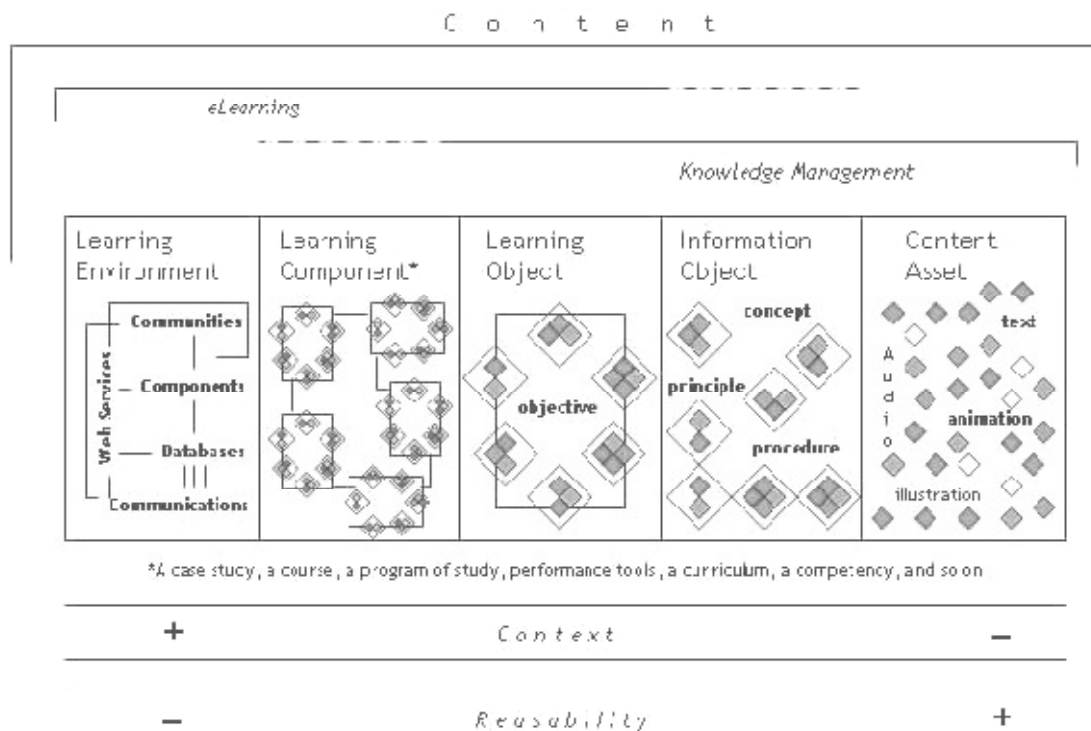 Content
eLearning
Knowledge Management
Learning
Environment
Web Services
Communities
Components
Databases
Communications
Learning
Component*
Learning
Object
objective
Information
Object
concept
principle
procedure
Content
Asset
text
Audio
animation
illustration
*A case study, a course, a program of study, performance tools, a curriculum, a competency, and so on
+ Context −
− Reusability +